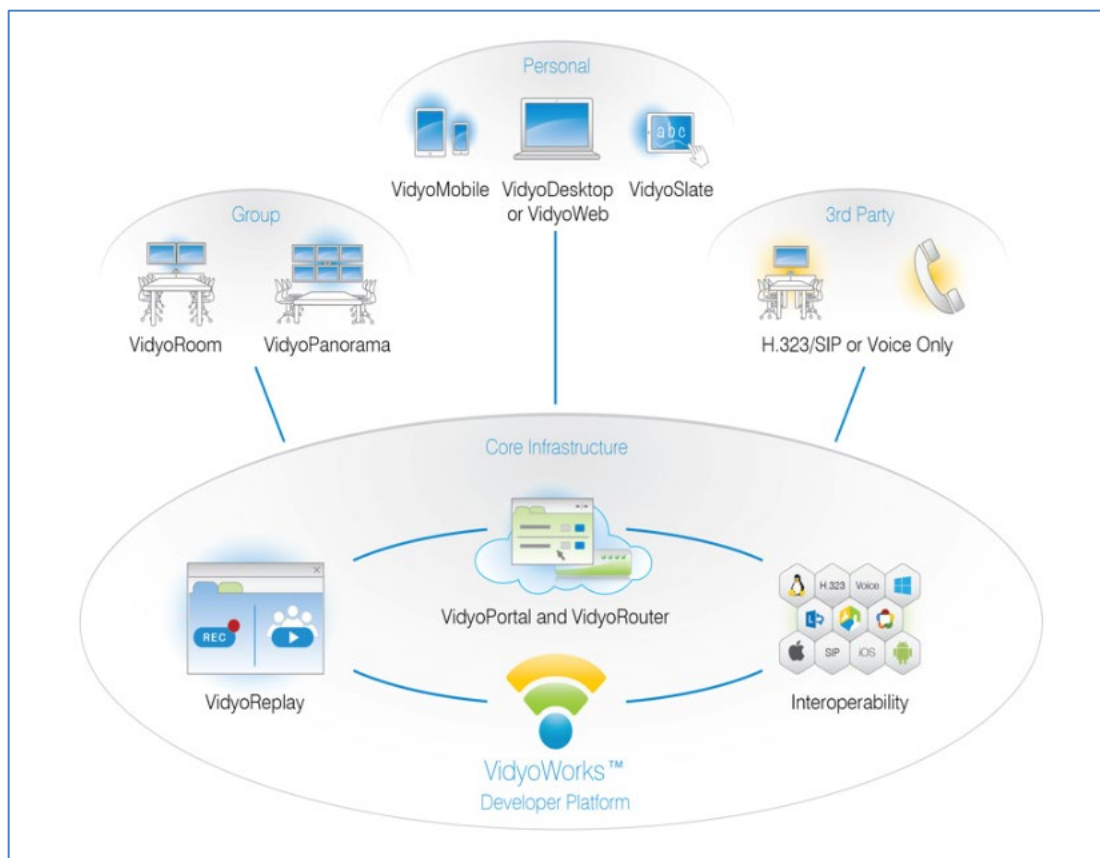 Personal
abc
VidyoMobile
VidyoDesktop
or VidyoWeb
VidyoSlate
Group
VidyoRoom
VidyoPanorama
3rd Party
H.323/SIP or Voice Only
Core Infrastructure
REC
VidyoReplay
VidyoPortal and VidyoRouter
H.323
Voice
SIP
iOS
Interoperability
VidyoWorks™
Developer Platform